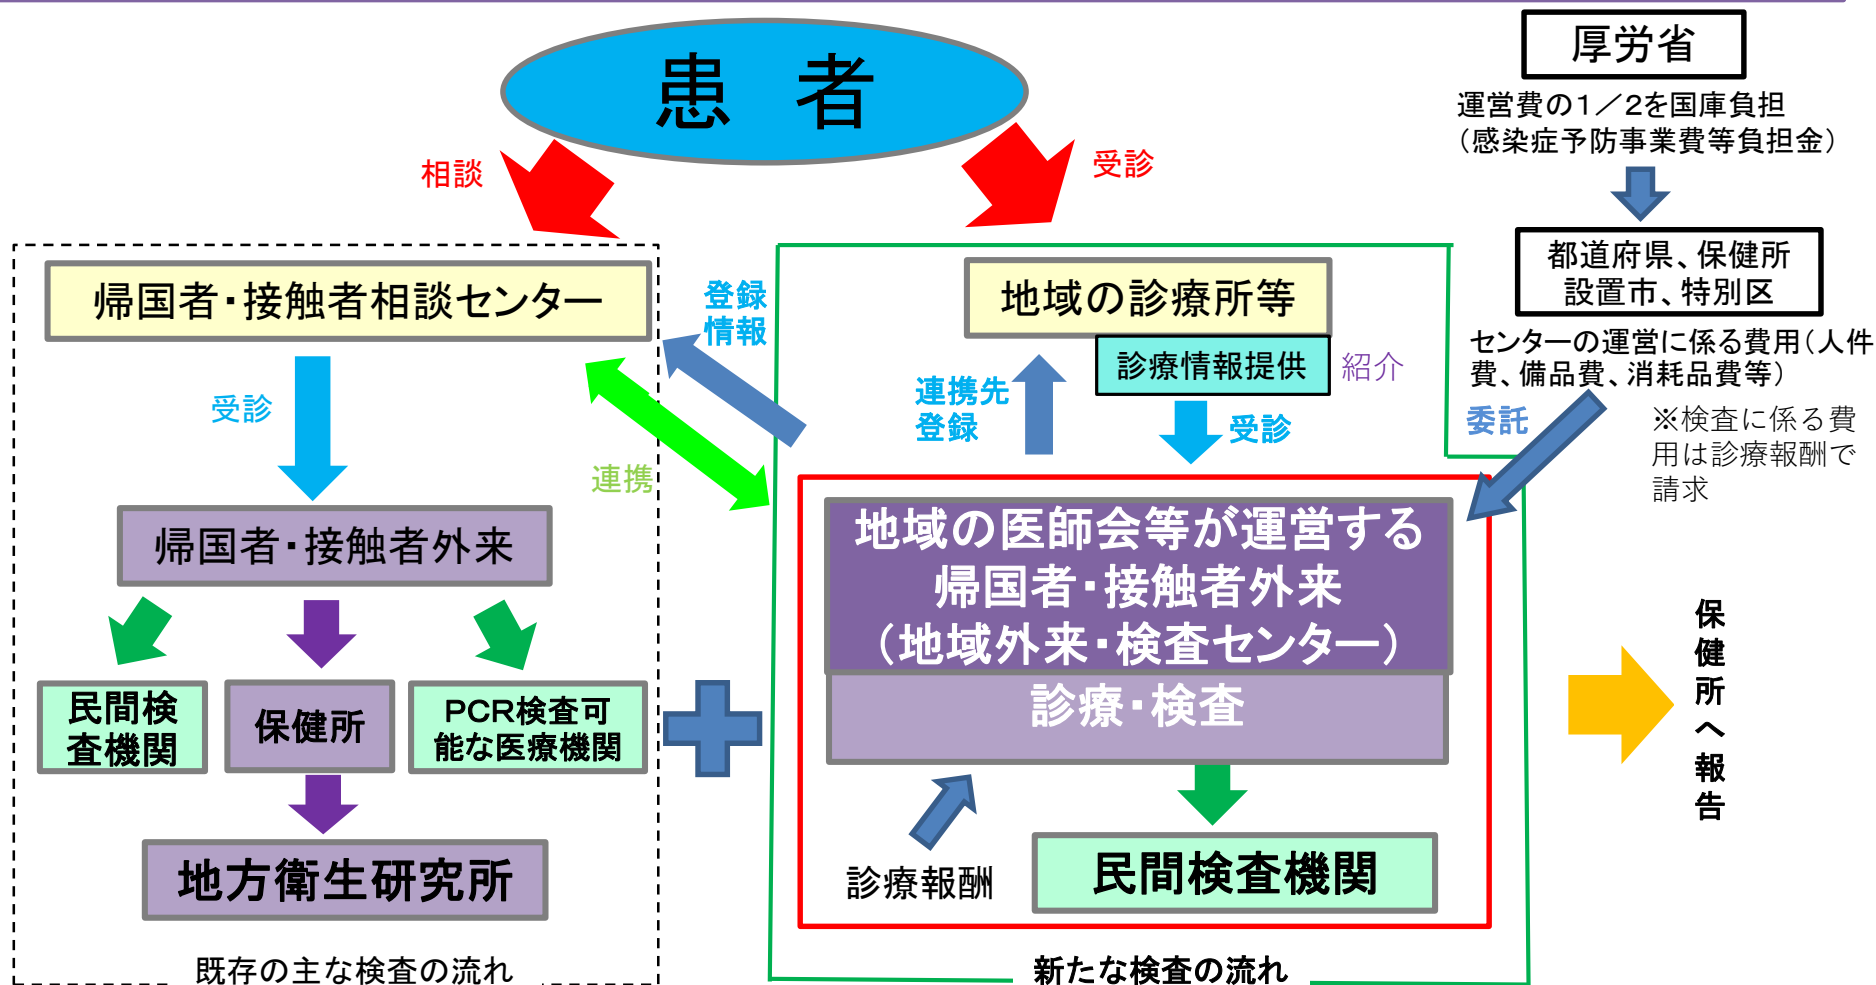 患 者
厚労省
運営費の1/2を国庫負担
(感染症予防事業費等負担金)
相談
受診
都道府県、保健所
設置市、特別区
センターの運営に係る費用(人件
費、備品費、消耗品費等)
委託
※検査に係る費
用は診療報酬で
請求
帰国者・接触者相談センター
受診
帰国者・接触者外来
民間検
査機関
保健所
PCR検査可
能な医療機関
地方衛生研究所
既存の主な検査の流れ
登録
情報
連携
地域の診療所等
診療情報提供
紹介
連携先
登録
受診
地域の医師会等が運営する
帰国者・接触者外来
(地域外来・検査センター)
診療・検査
診療報酬
民間検査機関
新たな検査の流れ
保健所へ報告